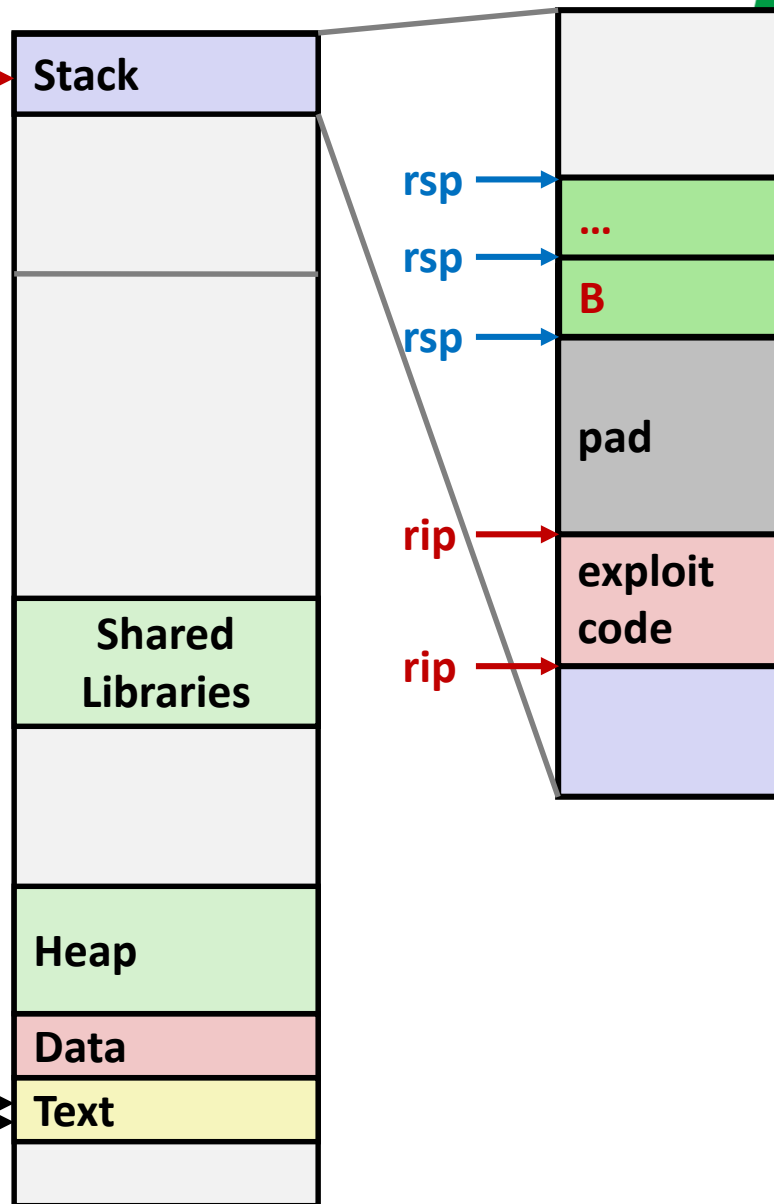 Stack
Shared
Libraries
Heap
Data
Text
rsp
...
rsp
B
rsp
pad
rip
exploit
code
rip